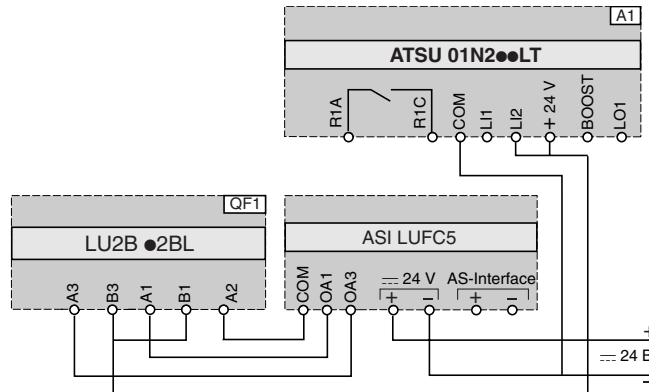 A1
ATSU 01N2●●LT
R1A R1C COM LI1 LI2 + 24 V BOOST LO1
QF1
LU2B ●2BL
ASI LUFC5
A3 B3 A1 B1 A2
COM OA1 OA3
24 V AS-Interface
+ – + –
+
24 B
–